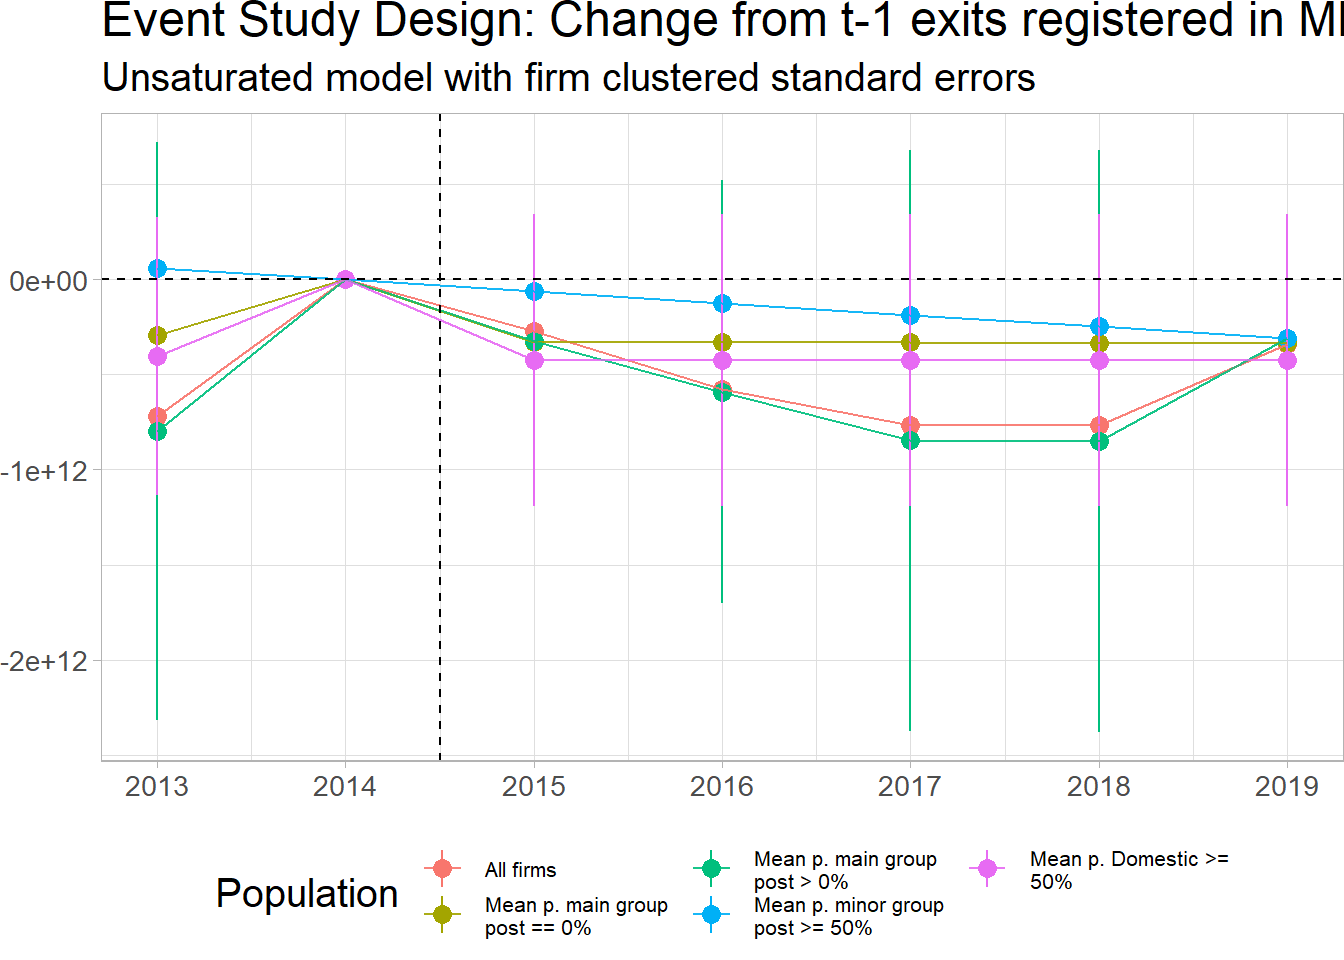 Event Study Design: Change from t-1 exits registered in
Unsaturated model with firm clustered standard errors
0e+00
-1e+12
-2e+12
2013 2014 2015 2016 2017 2018 2019
Population
All firms
Mean p. main group
post == 0%
Mean p. main group
post > 0%
Mean p. minor group
post >= 50%
Mean p. Domestic >=
50%